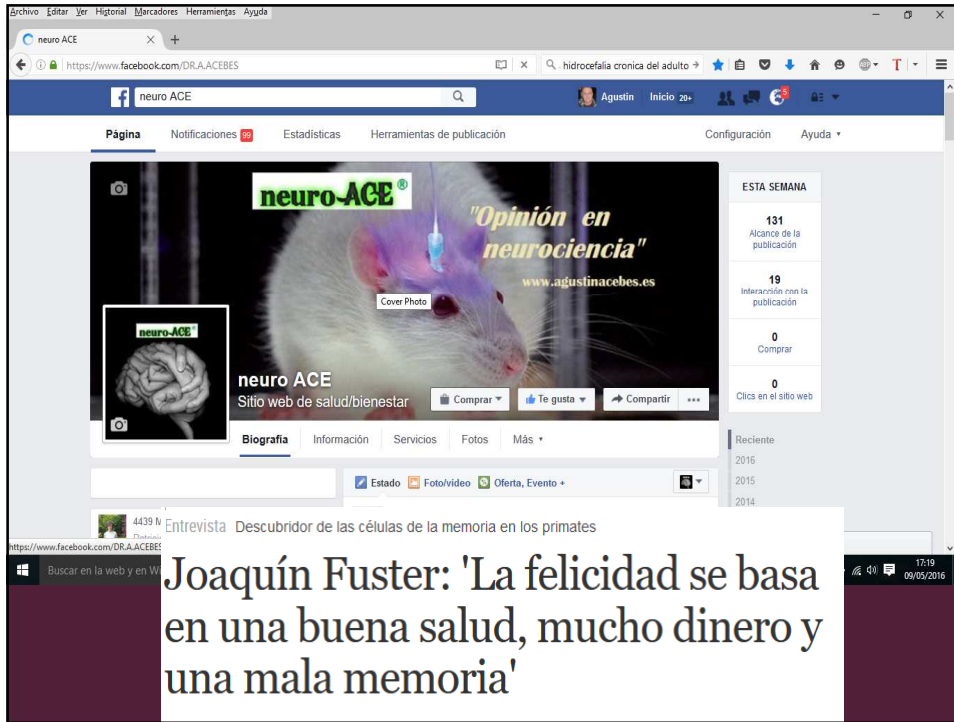 Archivo Editar Ver Historial Marcadores Herramientas Ayuda
neuro ACE
https://www.facebook.com/DR.A.ACEBES
hidrocefalia cronica del adulto
neuro ACE
Agustin Inicio 20+
5
Página Notificaciones 99 Estadísticas Herramientas de publicación Configuración Ayuda
neuro-ACE®
"Opinión en
neurociencia"
www.agustinacebes.es
Cover Photo
neuro-ACE
neuro ACE
Sitio web de salud/bienestar
Comprar Te gusta Compartir
Biografía Información Servicios Fotos Más
ESTA SEMANA
131
Alcance de la
publicación
19
Interacción con la
publicación
0
Comprar
0
Clics en el sitio web
Reciente
2016
2015
2014
Estado Foto/video Oferta, Evento +
4439 M
https://www.facebook.com/DR.A.ACEBES
Buscar en la web y en Wi
17:19
09/05/2016
Entrevista Descubridor de las células de la memoria en los primates
Joaquín Fuster: 'La felicidad se basa
en una buena salud, mucho dinero y
una mala memoria'